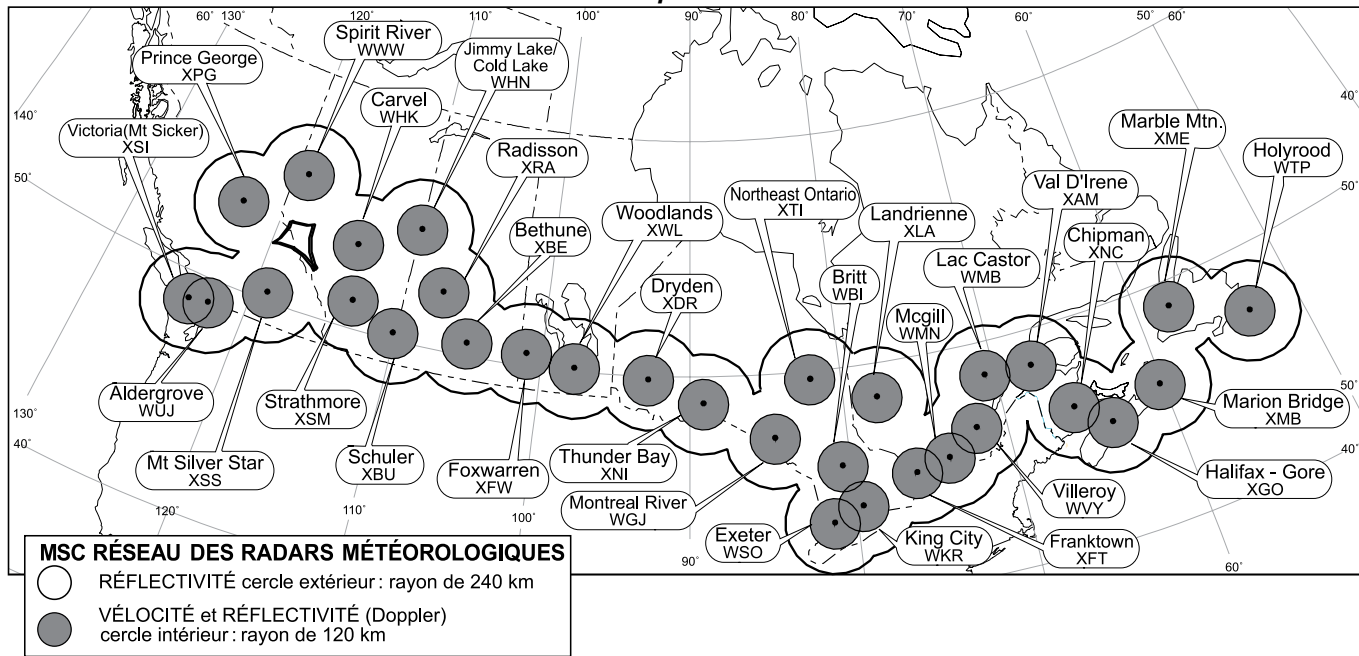 60° 130°
120°
110°
100°
90°
80°
70°
60°
50° 60°
Spirit River
WWW
Prince George
XPG
Jimmy Lake/
Cold Lake
WHN
Carvel
WHK
40°
140°
Victoria(Mt Sicker)
XSI
Marble Mtn.
XME
Radisson
XRA
Holyrood
WTP
50°
50°
Northeast Ontario
XTI
Val D'Irene
XAM
Woodlands
XWL
Landrienne
XLA
Bethune
XBE
Chipman
XNC
Lac Castor
WMB
Britt
WBI
Dryden
XDR
Mcgill
WMN
Aldergrove
WUJ
Strathmore
XSM
Marion Bridge
XMB
50°
130°
40°
40°
Mt Silver Star
XSS
Schuler
XBU
Foxwarren
XFW
Thunder Bay
XNI
Halifax - Gore
XGO
Montreal River
WGJ
Villeroy
WVY
120°
110°
100°
90°
Exeter
WSO
King City
WKR
Franktown
XFT
60°
MSC RÉSEAU DES RADARS MÉTÉOROLOGIQUES
RÉFLECTIVITÉ cercle extérieur : rayon de 240 km
VÉLOCITÉ et RÉFLECTIVITÉ (Doppler)
cercle intérieur : rayon de 120 km